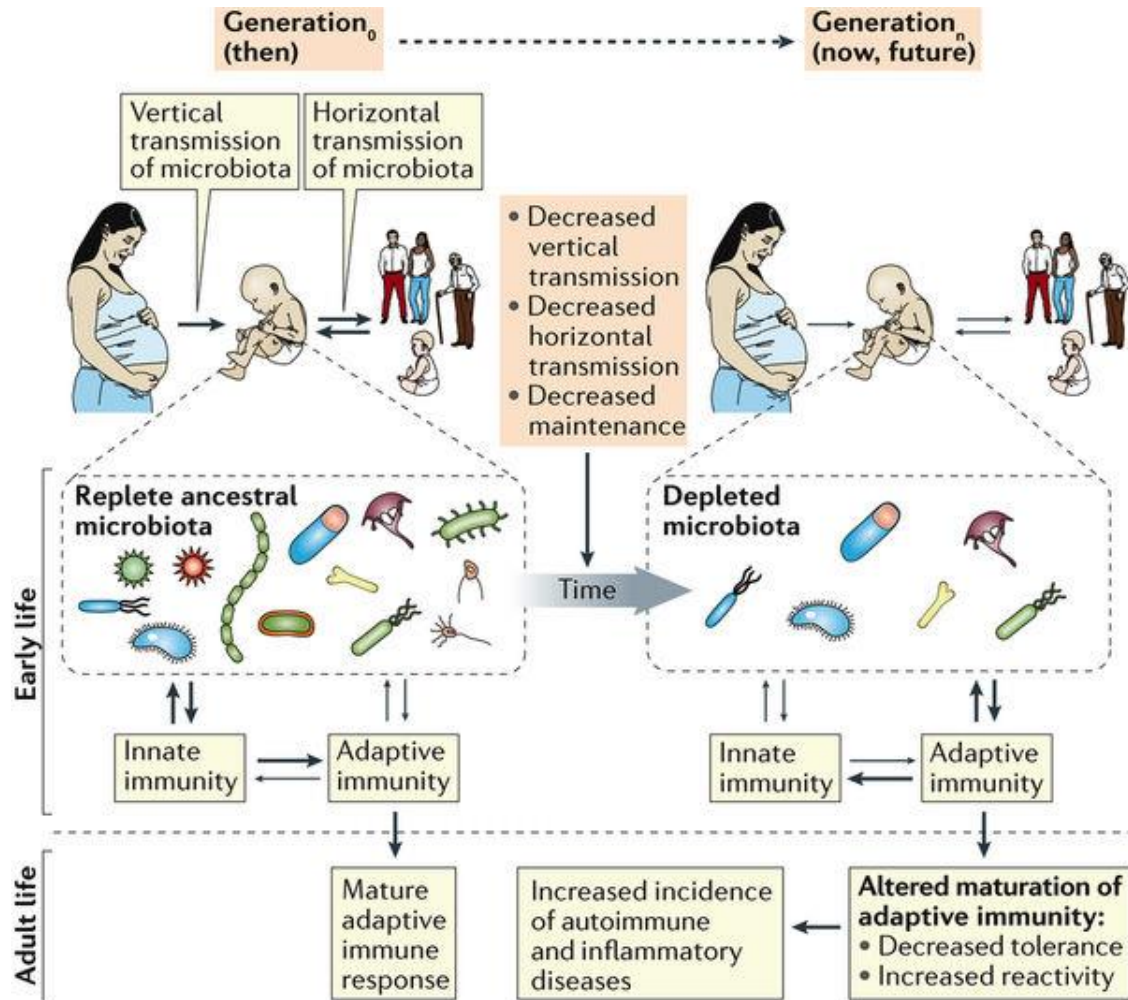 Generation₀
(then)
Generationₙ
(now, future)
Vertical
transmission
of microbiota
Horizontal
transmission
of microbiota
• Decreased
vertical
transmission
• Decreased
horizontal
transmission
• Decreased
maintenance
Early life
Replete ancestral
microbiota
Time
Depleted
microbiota
Innate
immunity
Adaptive
immunity
Innate
immunity
Adaptive
immunity
Adult life
Mature
adaptive
immune
response
Increased incidence
of autoimmune
and inflammatory
diseases
Altered maturation of
adaptive immunity:
• Decreased tolerance
• Increased reactivity